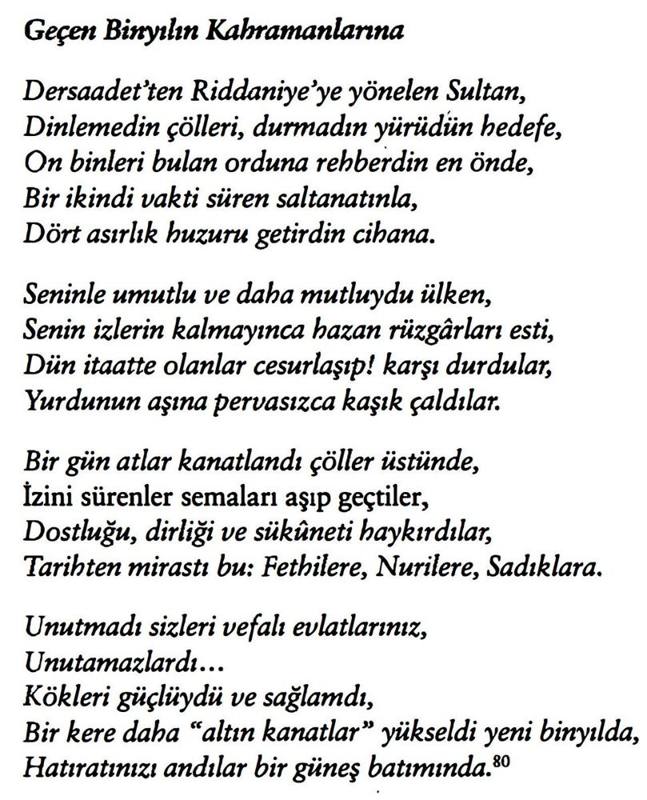 Geçen Binyılın Kahramanlarına
Dersaadet'ten Riddaniye'ye yönelen Sultan,
Dinlemedin çölleri, durmadın yürüdün hedefe,
On binleri bulan orduna rehberdin en önde,
Bir ikindi vakti süren saltanatınla,
Dört asırlık huzuru getirdin cihana.
Seninle umutlu ve daha mutluydu ülken,
Senin izlerin kalmayınca hazan rüzgârları esti,
Dün itaatte olanlar cesurlaşıp! karşı durdular,
Yurdunun aşına pervasızca kaşık çaldılar.
Bir gün atlar kanatlandı çöller üstünde,
İzini sürenler semaları aşıp geçtiler,
Dostluğu, dirliği ve sükûneti haykırdılar,
Tarihten mirastı bu: Fethilere, Nurilere, Sadıklara.
Unutmadı sizleri vefalı evlatlarınız,
Unutamazlardı...
Kökleri güçlüydü ve sağlamdı,
Bir kere daha “altın kanatlar” yükseldi yeni binyılda,
Hatıratınızı andılar bir güneş batımında.80